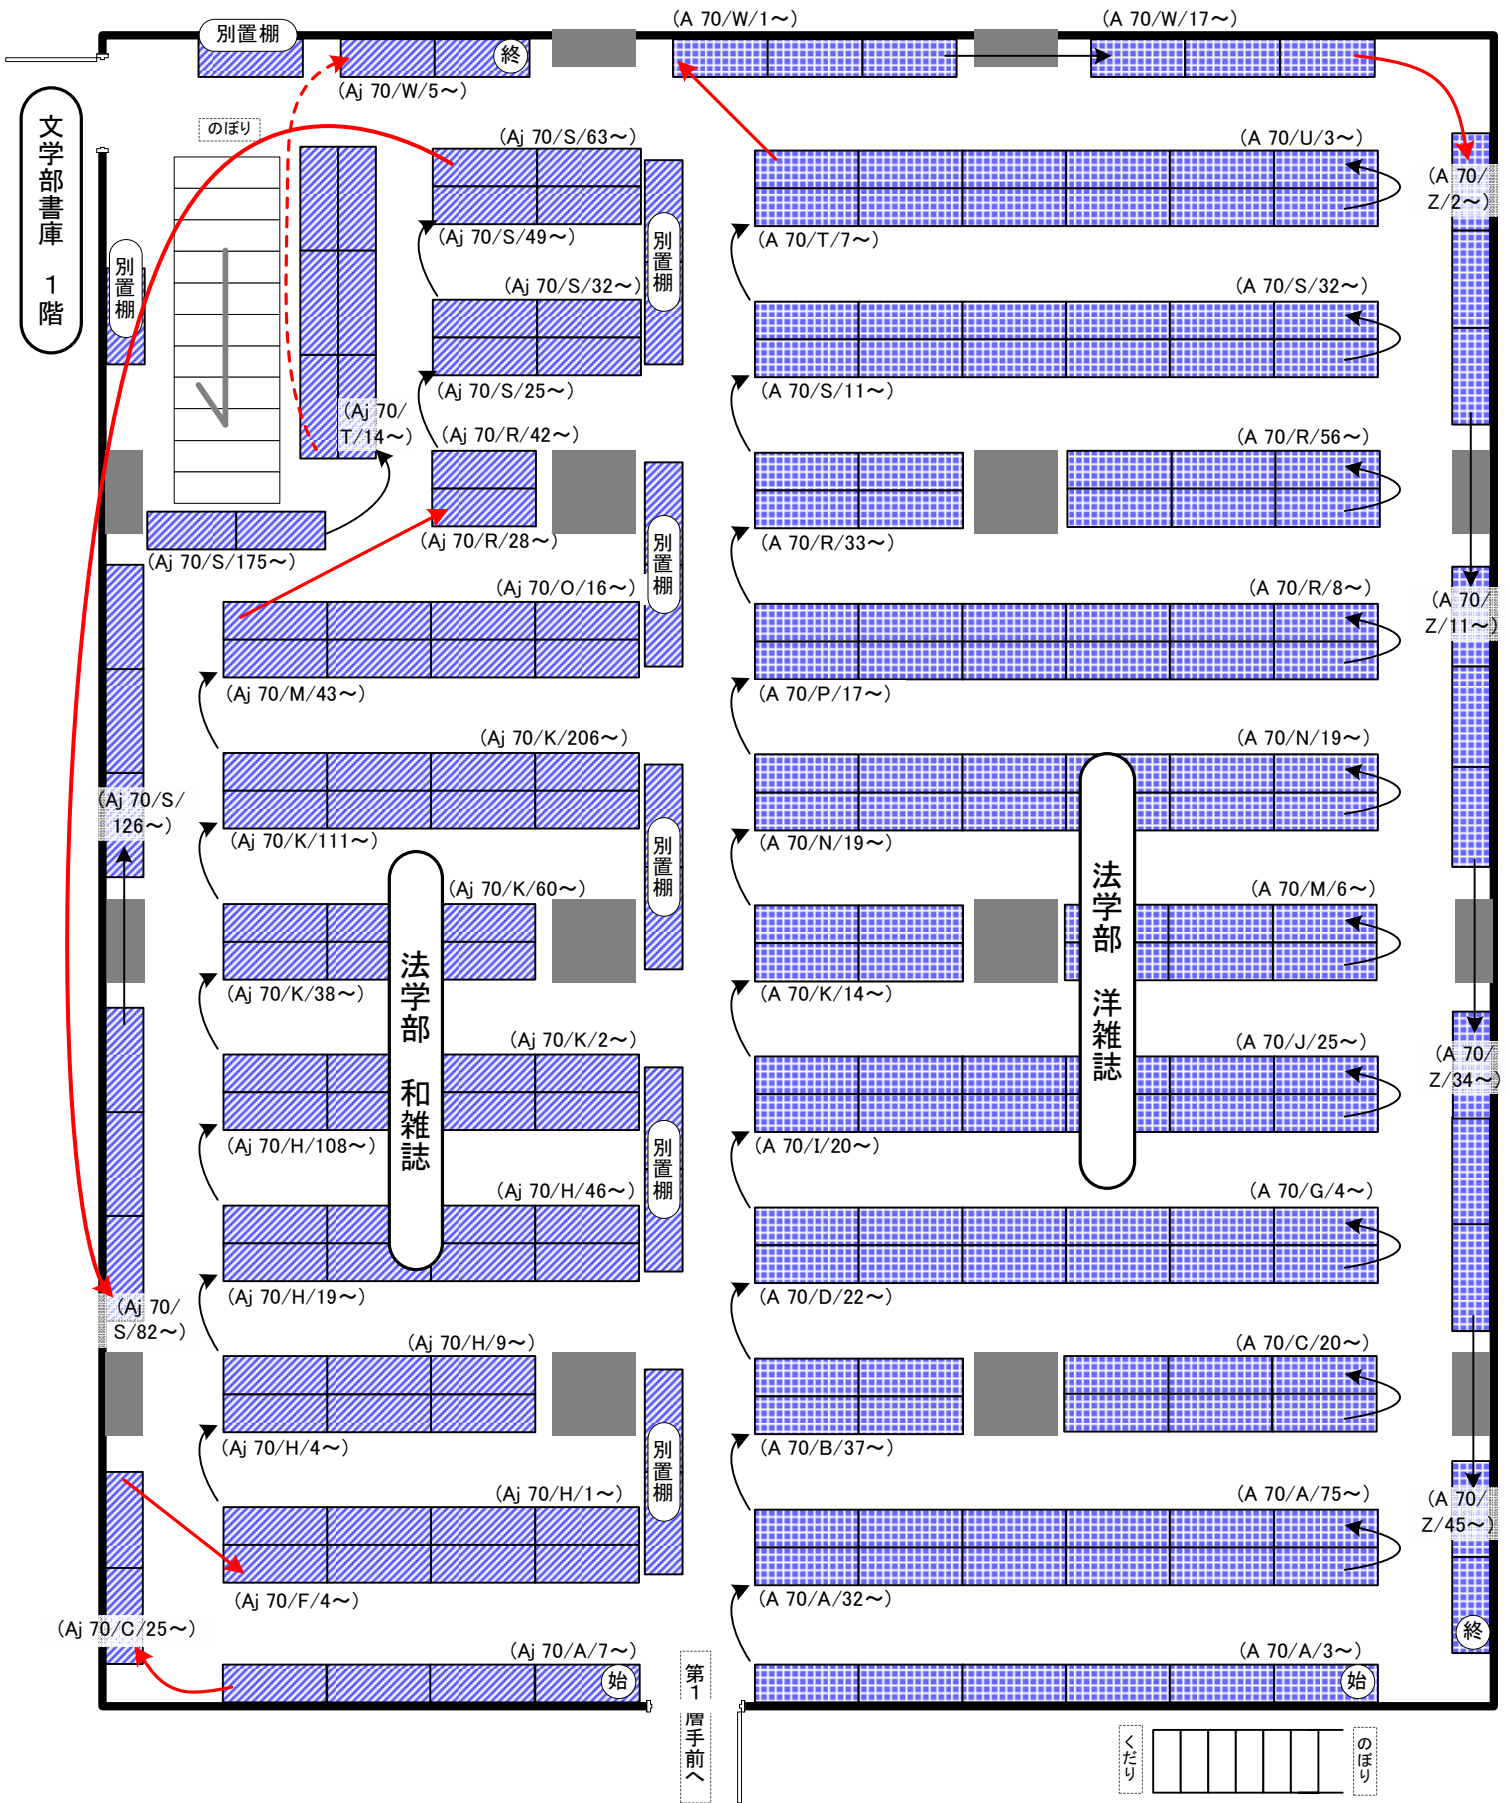 (A 70/W/1～)
(A 70/W/17～)
別置棚
終
(Aj 70/W/5～)
文学部書庫　1階
のぼり
(Aj 70/S/63～)
(A 70/U/3～)
(A 70/
Z/2～)
別置棚
別置棚
(Aj 70/S/49～)
(A 70/T/7～)
(Aj 70/S/32～)
(A 70/S/32～)
(Aj 70/S/25～)
(A 70/S/11～)
(Aj 70/
T/14～)
(Aj 70/R/42～)
(A 70/R/56～)
(Aj 70/R/28～)
(A 70/R/33～)
別置棚
(Aj 70/S/175～)
(Aj 70/O/16～)
(A 70/R/8～)
(A 70/
Z/11～)
(Aj 70/M/43～)
(A 70/P/17～)
(Aj 70/K/206～)
(A 70/N/19～)
(Aj 70/S/
126～)
(Aj 70/K/111～)
(A 70/N/19～)
別置棚
(Aj 70/K/60～)
(A 70/M/6～)
法学部　和雑誌
法学部　洋雑誌
(Aj 70/K/38～)
(A 70/K/14～)
(Aj 70/K/2～)
(A 70/J/25～)
(A 70/
Z/34～)
(Aj 70/H/108～)
(A 70/I/20～)
別置棚
(Aj 70/H/46～)
(A 70/G/4～)
(Aj 70/H/19～)
(A 70/D/22～)
(Aj 70/
S/82～)
(Aj 70/H/9～)
(A 70/C/20～)
(Aj 70/H/4～)
(A 70/B/37～)
別置棚
(Aj 70/H/1～)
(A 70/A/75～)
(A 70/
Z/45～)
(Aj 70/F/4～)
(A 70/A/32～)
(Aj 70/C/25～)
終
(Aj 70/A/7～)
(A 70/A/3～)
始
始
第1層手前へ
くだり
のぼり